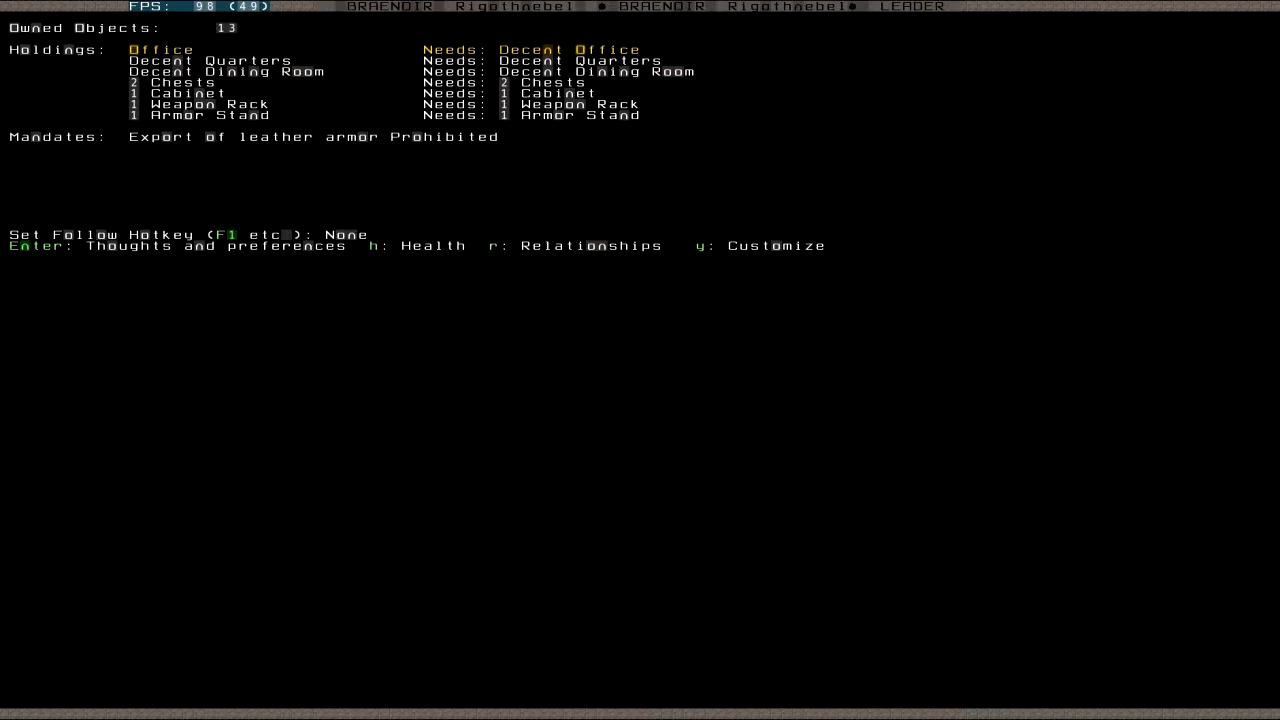 FPS: 98 (49) BRAENDIR Rigothnebel ● BRAENDIR Rigothnebel● LEADER
Owned Objects: 13
Holdings: Office Needs: Decent Office
Decent Quarters Needs: Decent Quarters
Decent Dining Room Needs: Decent Dining Room
2 Chests Needs: 2 Chests
1 Cabinet Needs: 1 Cabinet
1 Weapon Rack Needs: 1 Weapon Rack
1 Armor Stand Needs: 1 Armor Stand
Mandates: Export of leather armor Prohibited
Set Follow Hotkey (F1 etc.): None
Enter: Thoughts and preferences h: Health r: Relationships y: Customize